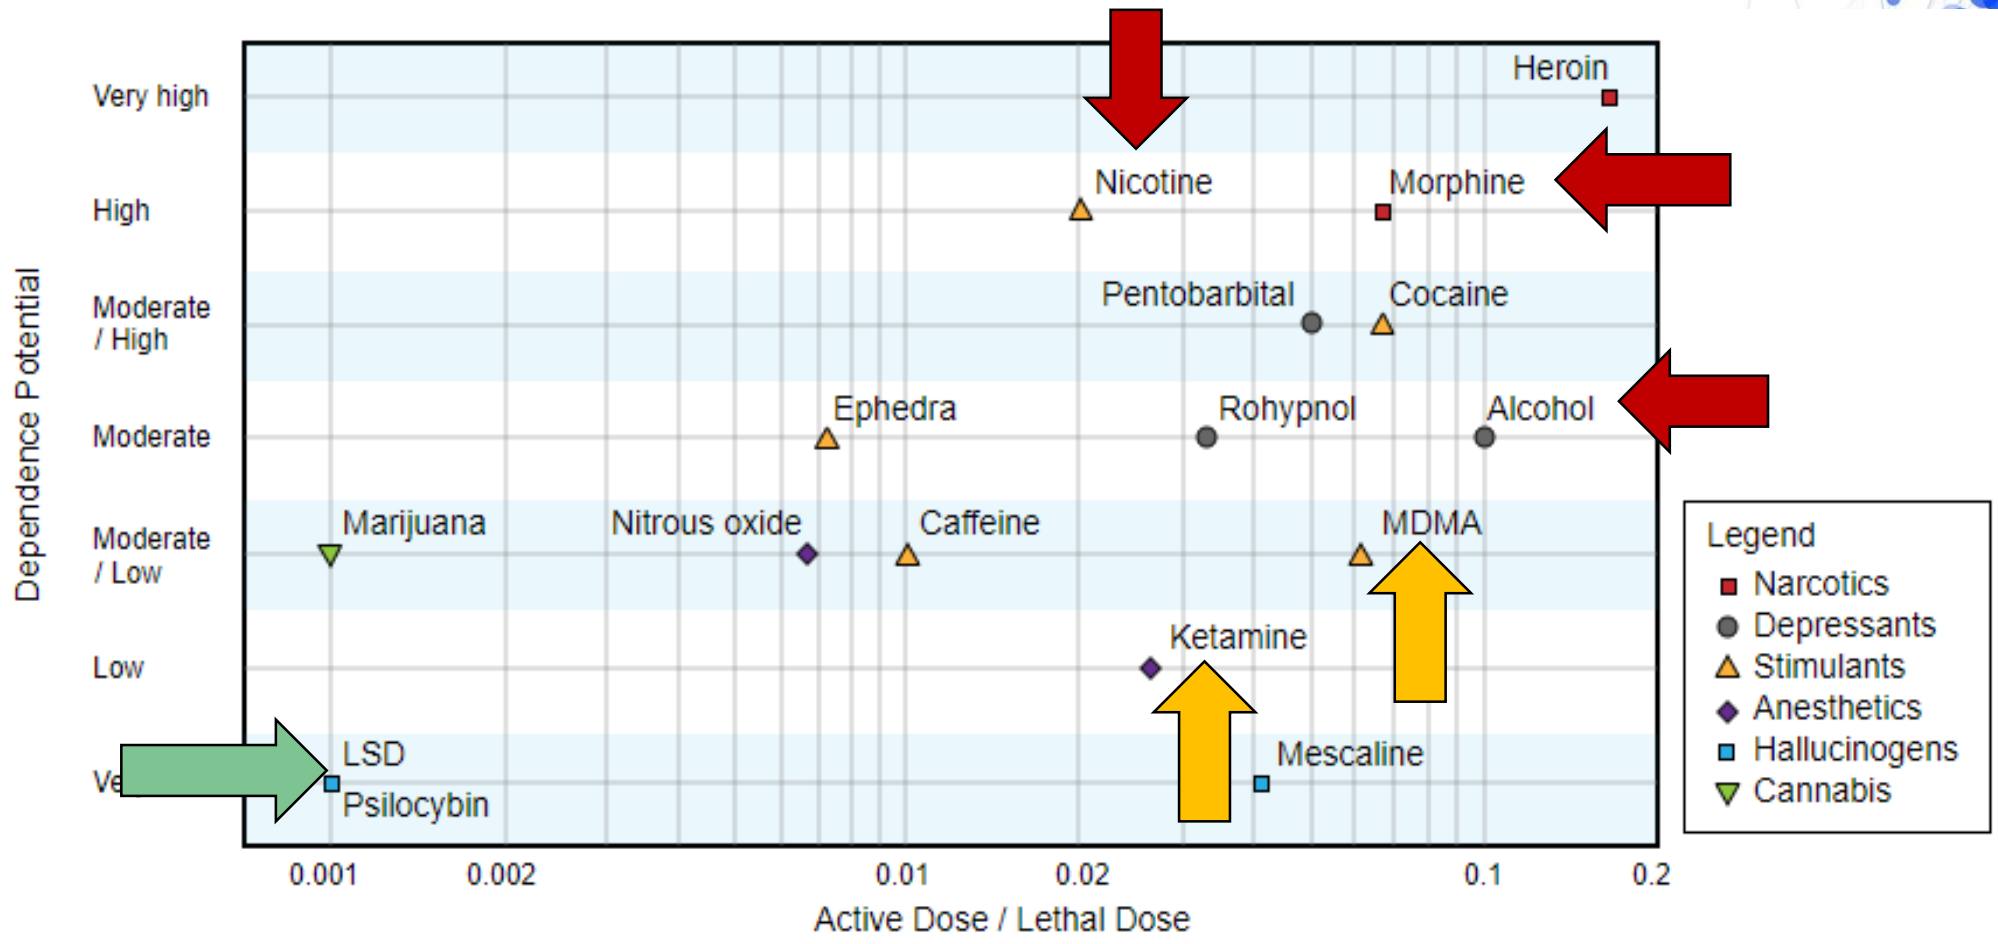 Heroin
Very high
Nicotine
Morphine
High
Pentobarbital
Cocaine
Moderate
/ High
Ephedra
Rohypnol
Alcohol
Moderate
Marijuana
Nitrous oxide
Caffeine
MDMA
Moderate
/ Low
Ketamine
Low
LSD
Mescaline
Psilocybin
Dependence Potential
0.001
0.002
0.01
0.02
0.1
0.2
Active Dose / Lethal Dose
Legend
Narcotics
Depressants
Stimulants
Anesthetics
Hallucinogens
Cannabis